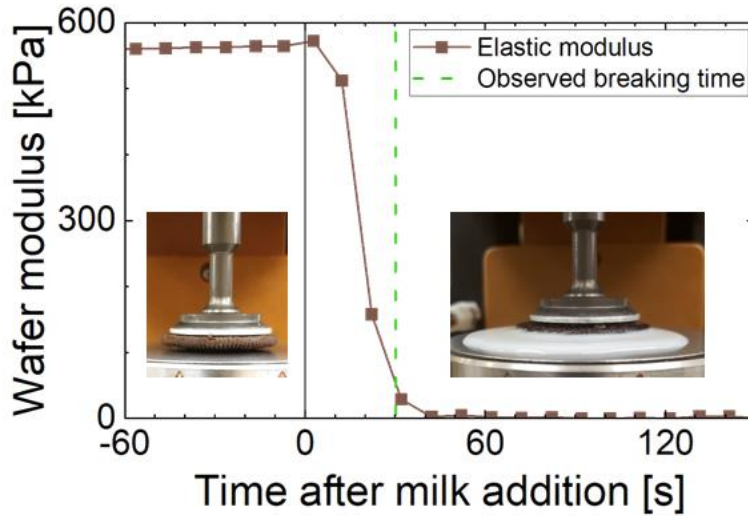 600
300
0
-60
0
60
120
Wafer modulus [kPa]
Time after milk addition [s]
Elastic modulus
Observed breaking time